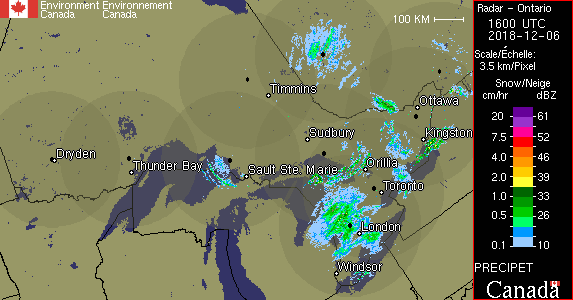 Environment Environnement
Canada Canada
100 KM
Timmins
Ottawa
Sudbury
Kingston
Dryden
Thunder Bay
Sault Ste. Marie
Orillia
Toronto
London
Windsor
Radar - Ontario
1600 UTC
2018-12-06
Scale/Échelle:
3.5 km/Pixel
Snow/Neige
cm/hr dBZ
20 61
7.5 52
4.0 46
2.0 39
1.0 33
0.5 26
0.1 10
PRECIPET
Canada